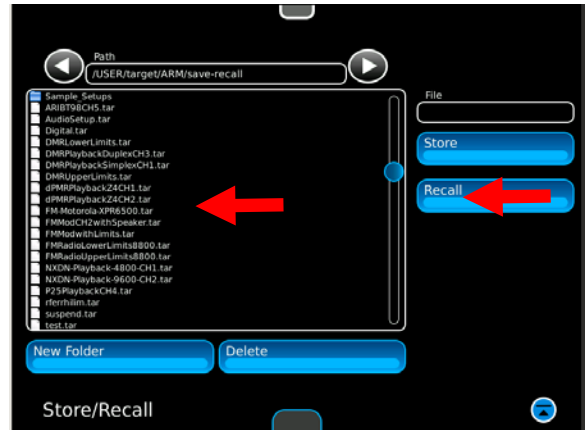 Path
/USER/target/ARM/save-recall
Sample_Setups
ARIBT98CH5.tar
AudioSetup.tar
Digital.tar
DMRLowerLimits.tar
DMRPlaybackDuplexCH3.tar
DMRPlaybackSimplexCH1.tar
DMRUpperLimits.tar
dPMRPlaybackZ4CH1.tar
dPMRPlaybackZ4CH2.tar
FM-Motorola-XPR6500.tar
FMModCH2withSpeaker.tar
FMModwithLimits.tar
FMRadioLowerLimits8800.tar
FMRadioUpperLimits8800.tar
NXDN-Playback-4800-CH1.tar
NXDN-Playback-9600-CH2.tar
P25PlaybackCH4.tar
rferrhilim.tar
suspend.tar
test.tar
File
Store
Recall
New Folder
Delete
Store/Recall